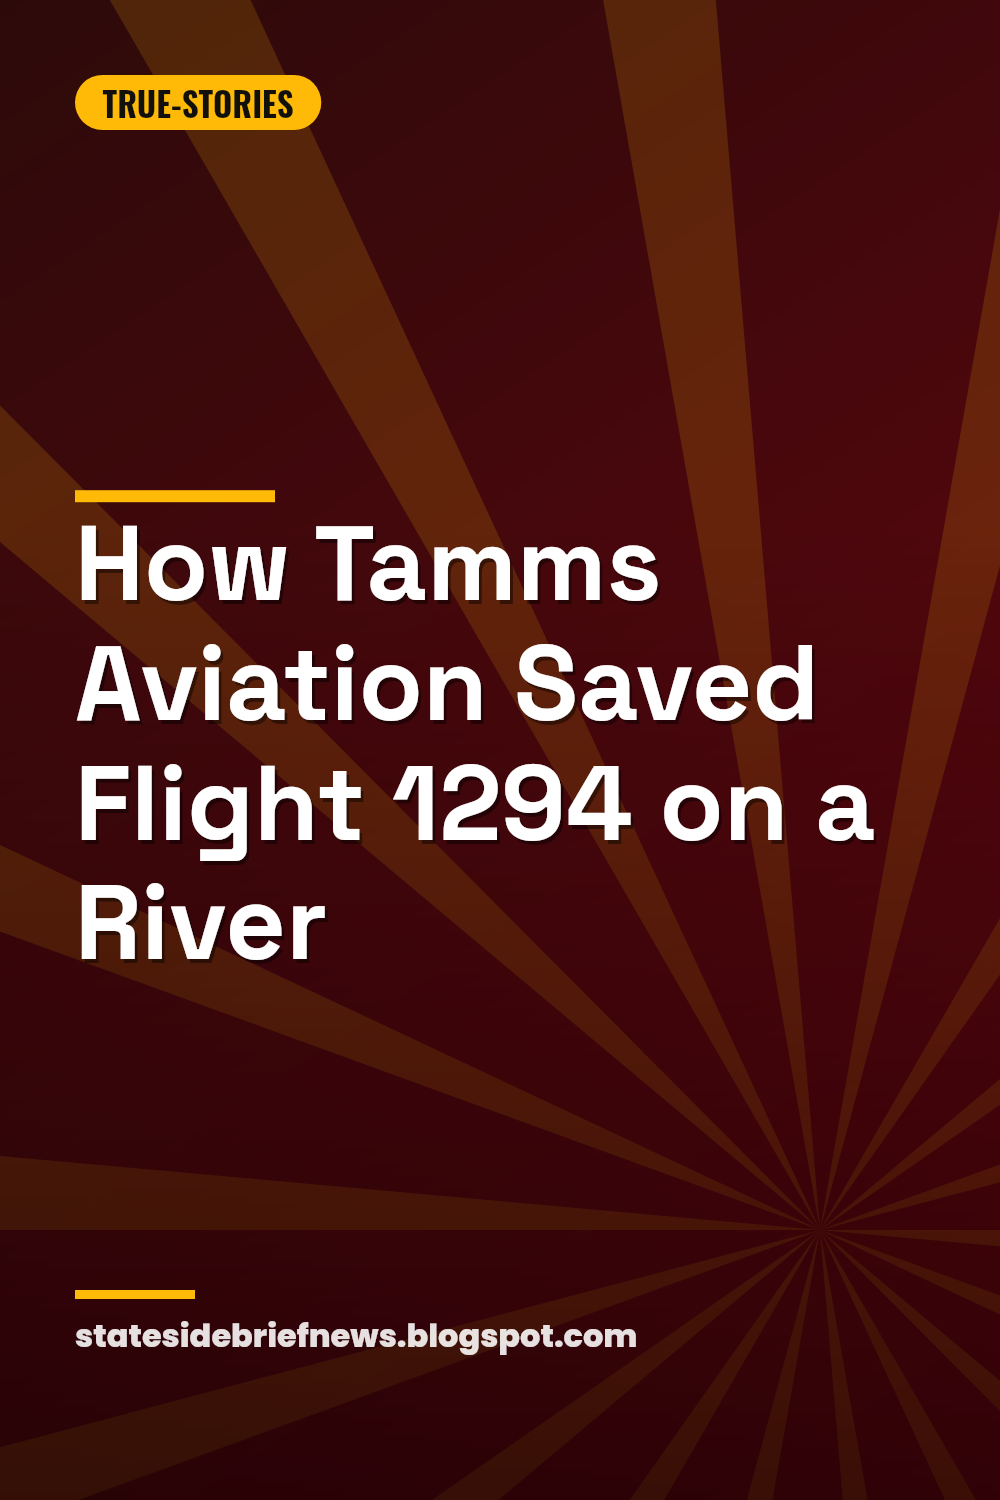 TRUE-STORIES
How Tamms
Aviation Saved
Flight 1294 on a
River
statesidebriefnews.blogspot.com